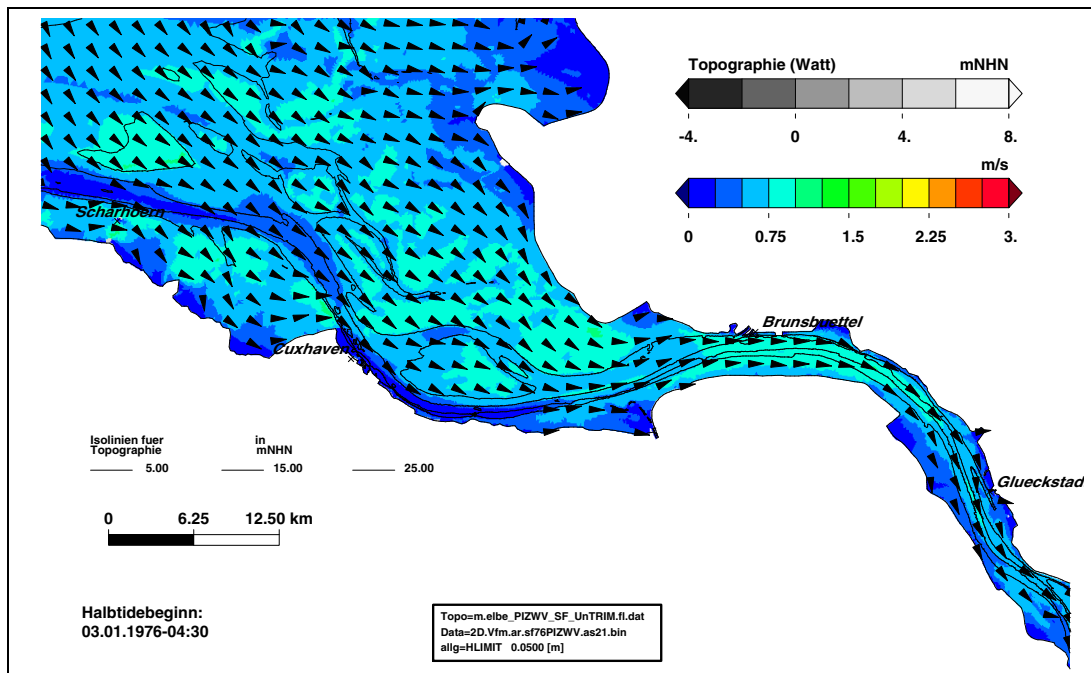 Topographie (Watt) mNHN
-4. 0 4. 8.
m/s
0 0.75 1.5 2.25 3.
Scharhoern
Brunsbuettel
Cuxhaven
Glueckstad
Isolinien fuer in
Topographie mNHN
5.00 15.00 25.00
0 6.25 12.50 km
Halbtidebeginn:
03.01.1976-04:30
Topo=m.elbe_PIZWV_SF_UnTRIM.fl.dat
Data=2D.Vfm.ar.sf76PIZWV.as21.bin
allg=HLIMIT 0.0500 [m]